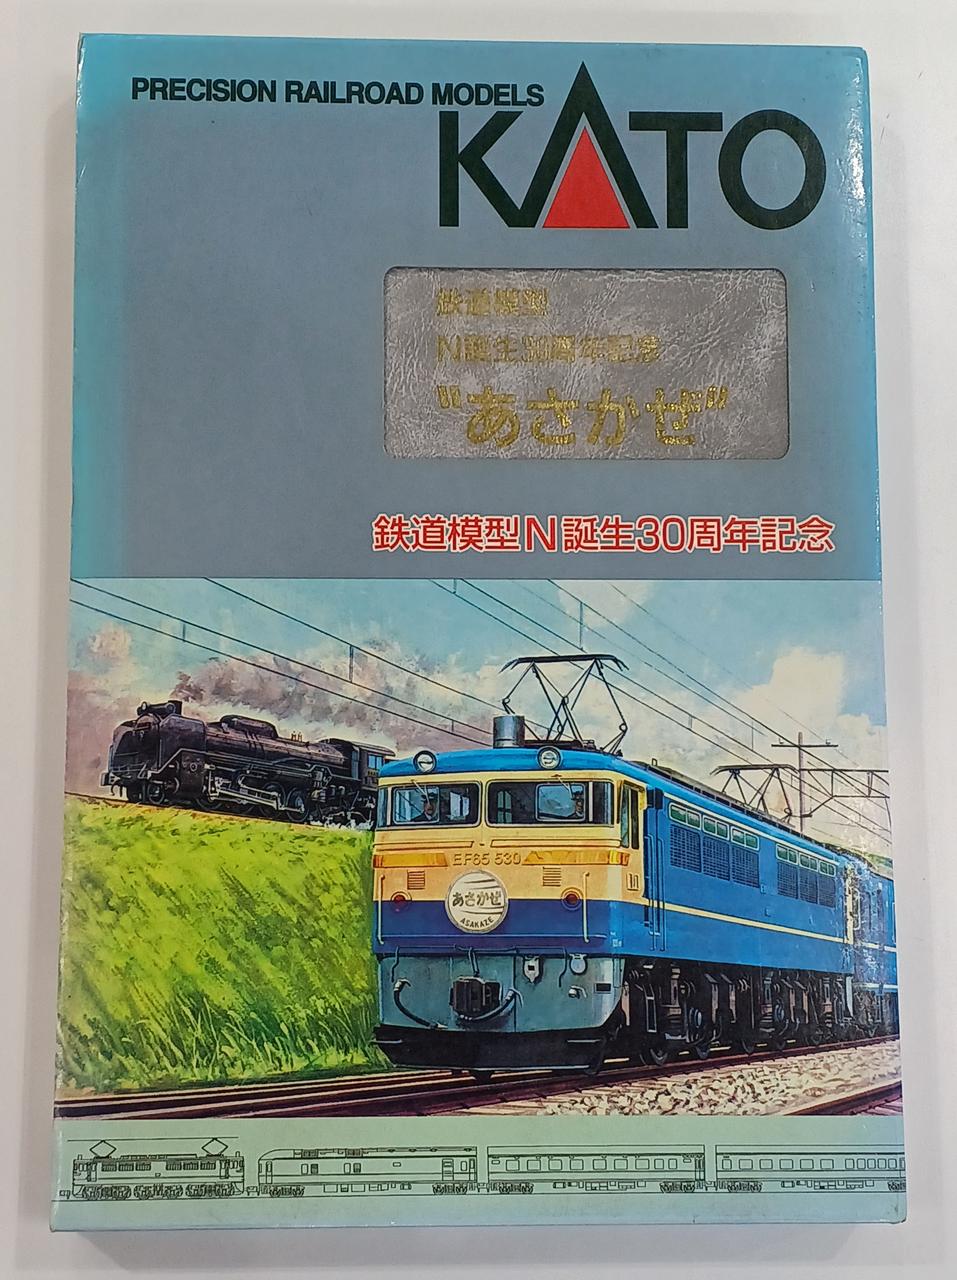 PRECISION RAILROAD MODELS
KATO
鉄道模型
N誕生30周年記念
"あさかぜ"
鉄道模型N誕生30周年記念
EF65 530
あさかぜ
ASAKAZE